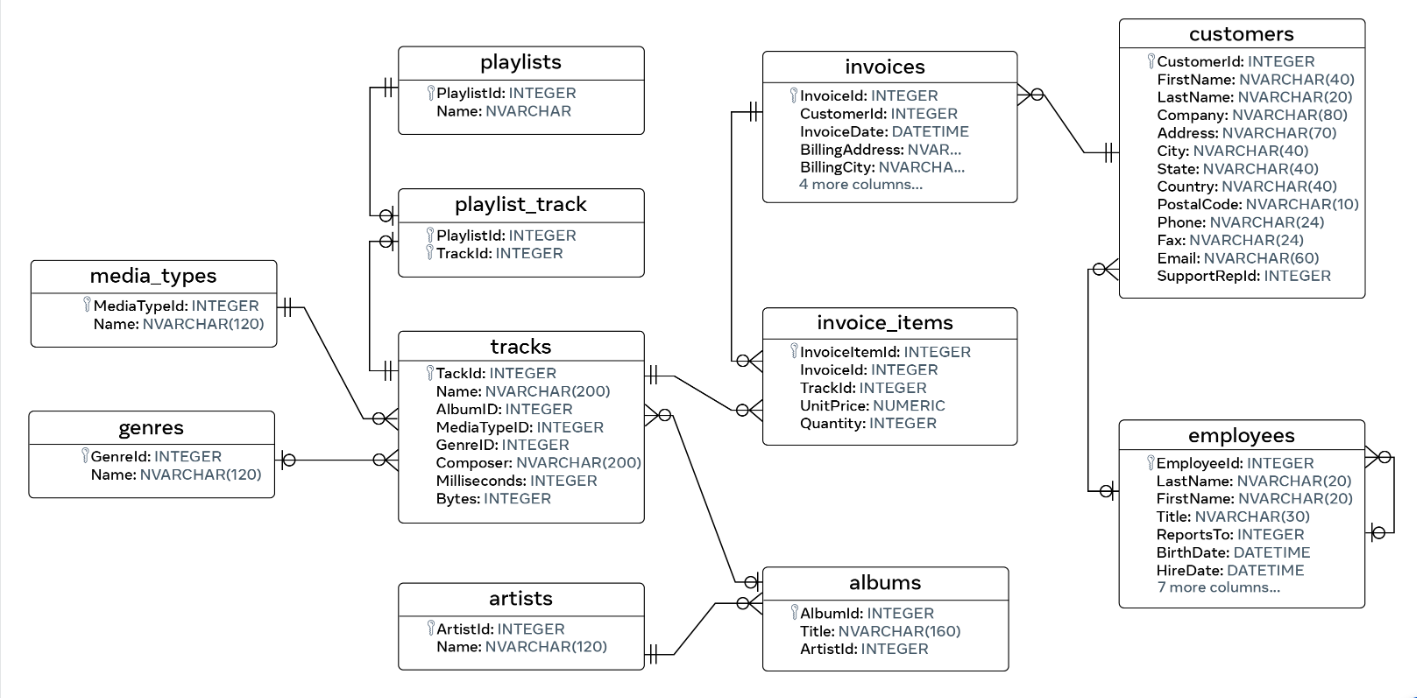 playlists
PlaylistId: INTEGER
Name: NVARCHAR
playlist_track
PlaylistId: INTEGER
TrackId: INTEGER
media_types
MediaTypeId: INTEGER
Name: NVARCHAR(120)
genres
GenreId: INTEGER
Name: NVARCHAR(120)
tracks
TackId: INTEGER
Name: NVARCHAR(200)
AlbumID: INTEGER
MediaTypeID: INTEGER
GenreID: INTEGER
Composer: NVARCHAR(200)
Milliseconds: INTEGER
Bytes: INTEGER
artists
ArtistId: INTEGER
Name: NVARCHAR(120)
invoices
InvoiceId: INTEGER
CustomerId: INTEGER
InvoiceDate: DATETIME
BillingAddress: NVAR...
BillingCity: NVARCHA...
4 more columns...
invoice_items
InvoiceItemId: INTEGER
InvoiceId: INTEGER
TrackId: INTEGER
UnitPrice: NUMERIC
Quantity: INTEGER
albums
AlbumId: INTEGER
Title: NVARCHAR(160)
ArtistId: INTEGER
customers
CustomerId: INTEGER
FirstName: NVARCHAR(40)
LastName: NVARCHAR(20)
Company: NVARCHAR(80)
Address: NVARCHAR(70)
City: NVARCHAR(40)
State: NVARCHAR(40)
Country: NVARCHAR(40)
PostalCode: NVARCHAR(10)
Phone: NVARCHAR(24)
Fax: NVARCHAR(24)
Email: NVARCHAR(60)
SupportRepId: INTEGER
employees
EmployeeId: INTEGER
LastName: NVARCHAR(20)
FirstName: NVARCHAR(20)
Title: NVARCHAR(30)
ReportsTo: INTEGER
BirthDate: DATETIME
HireDate: DATETIME
7 more columns...